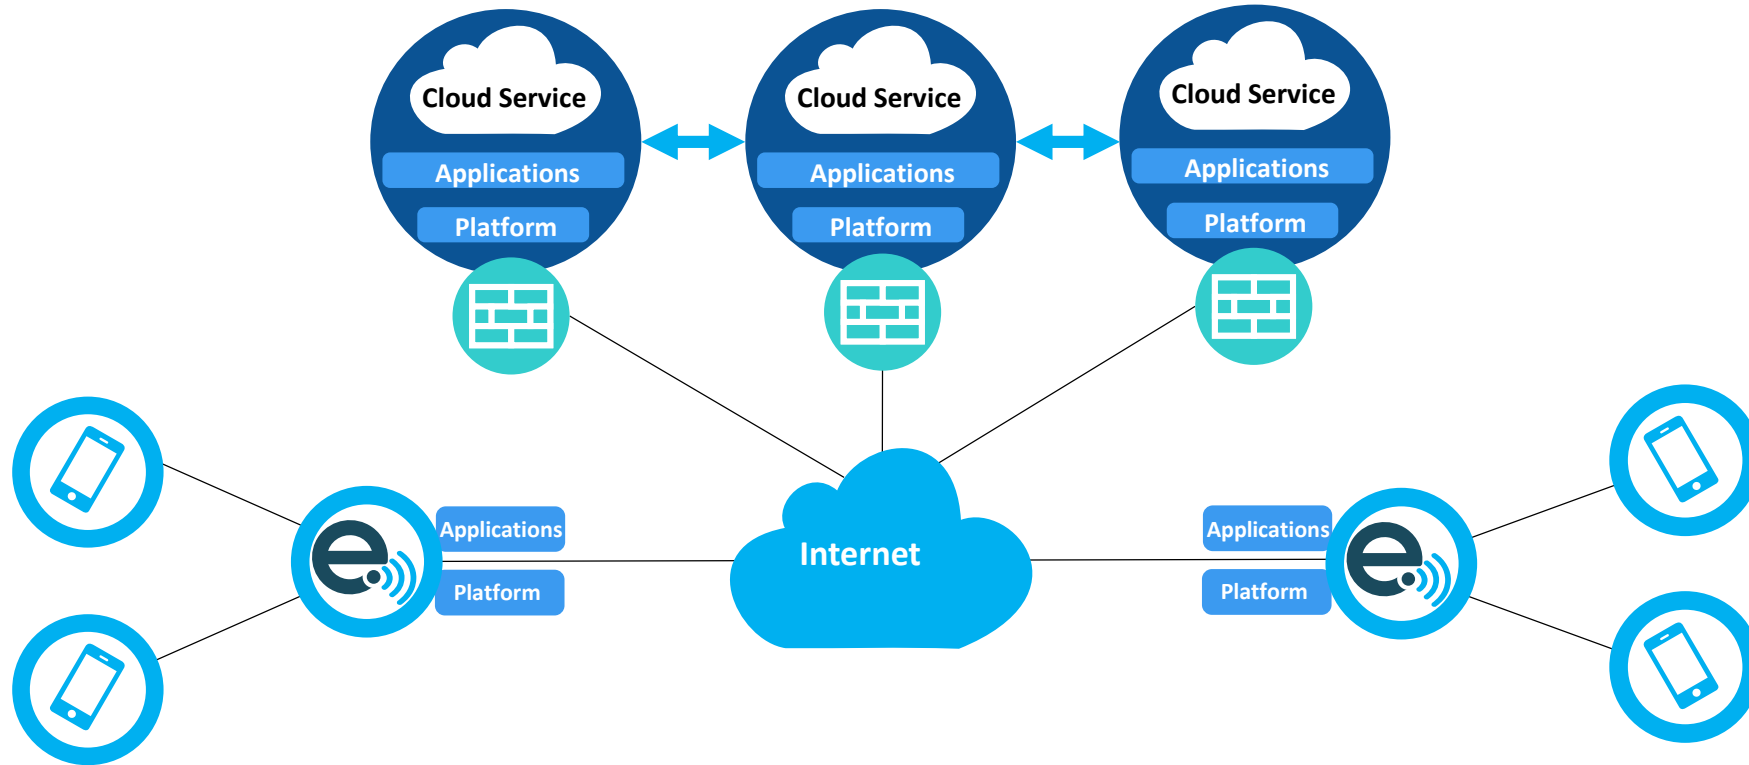 Cloud Service
Applications
Platform
Cloud Service
Applications
Platform
Cloud Service
Applications
Platform
Applications
Platform
Internet
Applications
Platform
e
e